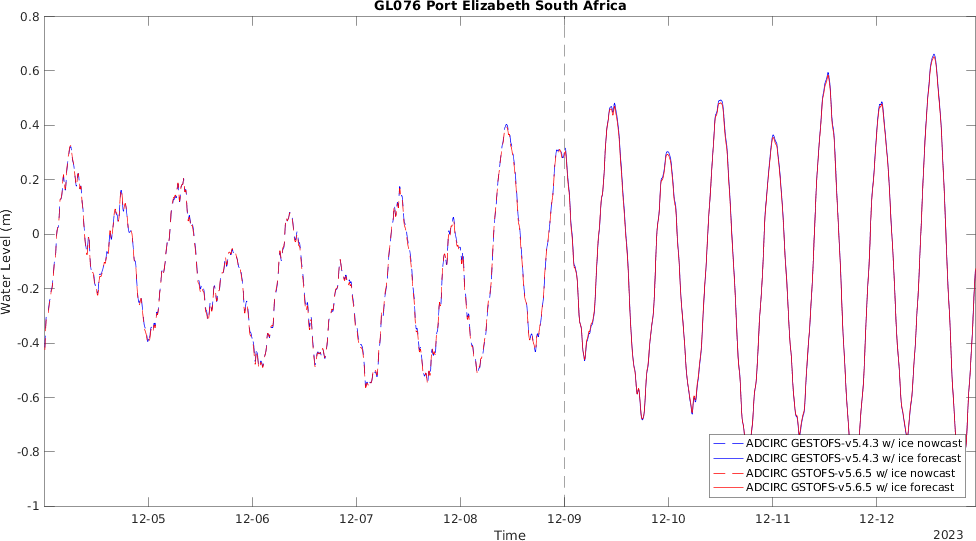 GL076 Port Elizabeth South Africa
0.8
0.6
0.4
0.2
0
-0.2
-0.4
-0.6
-0.8
-1
Water Level (m)
12-05 12-06 12-07 12-08 12-09 12-10 12-11 12-12
Time
2023
ADCIRC GESTOFS-v5.4.3 w/ ice nowcast
ADCIRC GESTOFS-v5.4.3 w/ ice forecast
ADCIRC GSTOFS-v5.6.5 w/ ice nowcast
ADCIRC GSTOFS-v5.6.5 w/ ice forecast